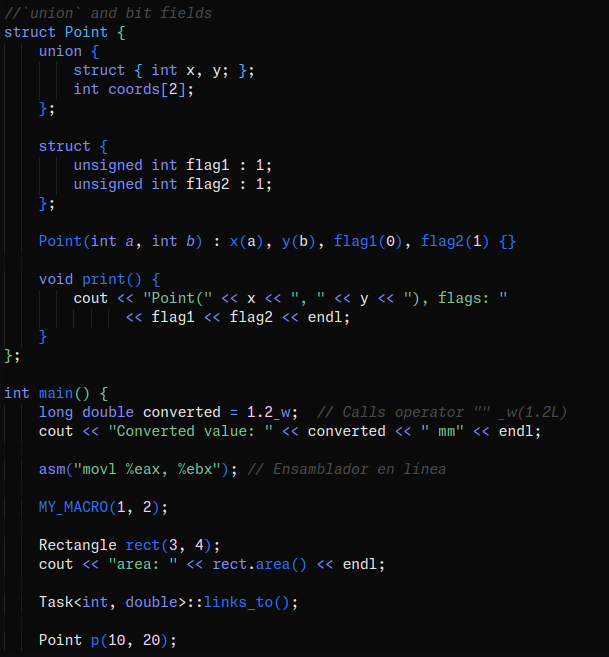 //`union` and bit fields
struct Point {
    union {
        struct { int x, y; };
        int coords[2];
    };

    struct {
        unsigned int flag1 : 1;
        unsigned int flag2 : 1;
    };

    Point(int a, int b) : x(a), y(b), flag1(0), flag2(1) {}

    void print() {
        cout << "Point(" << x << ", " << y << "), flags: "
              << flag1 << flag2 << endl;
    }
};

int main() {
    long double converted = 1.2_w;  // Calls operator "" _w(1.2L)
    cout << "Converted value: " << converted << " mm" << endl;

    asm("movl %eax, %ebx"); // Ensamblador en línea

    MY_MACRO(1, 2);

    Rectangle rect(3, 4);
    cout << "area: " << rect.area() << endl;

    Task<int, double>::links_to();

    Point p(10, 20);